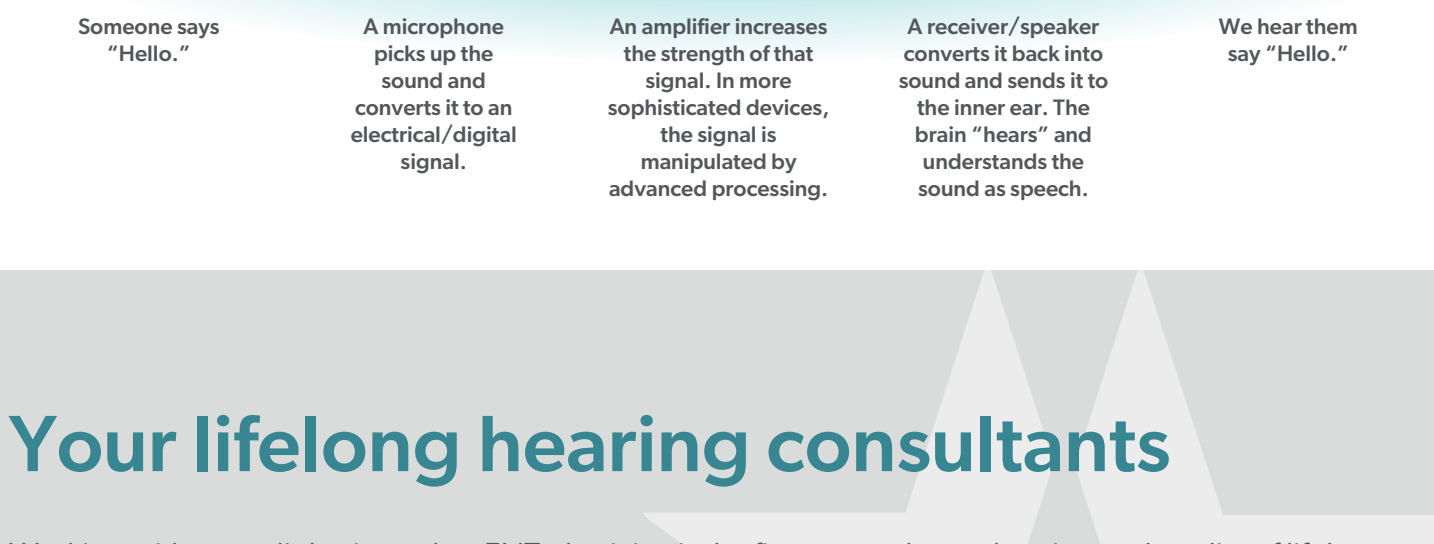 Someone says
“Hello.”
A microphone
picks up the
sound and
converts it to an
electrical/digital
signal.
An amplifier increases
the strength of that
signal. In more
sophisticated devices,
the signal is
manipulated by
advanced processing.
A receiver/speaker
converts it back into
sound and sends it to
the inner ear. The
brain “hears” and
understands the
sound as speech.
We hear them
say “Hello.”
Your lifelong hearing consultants